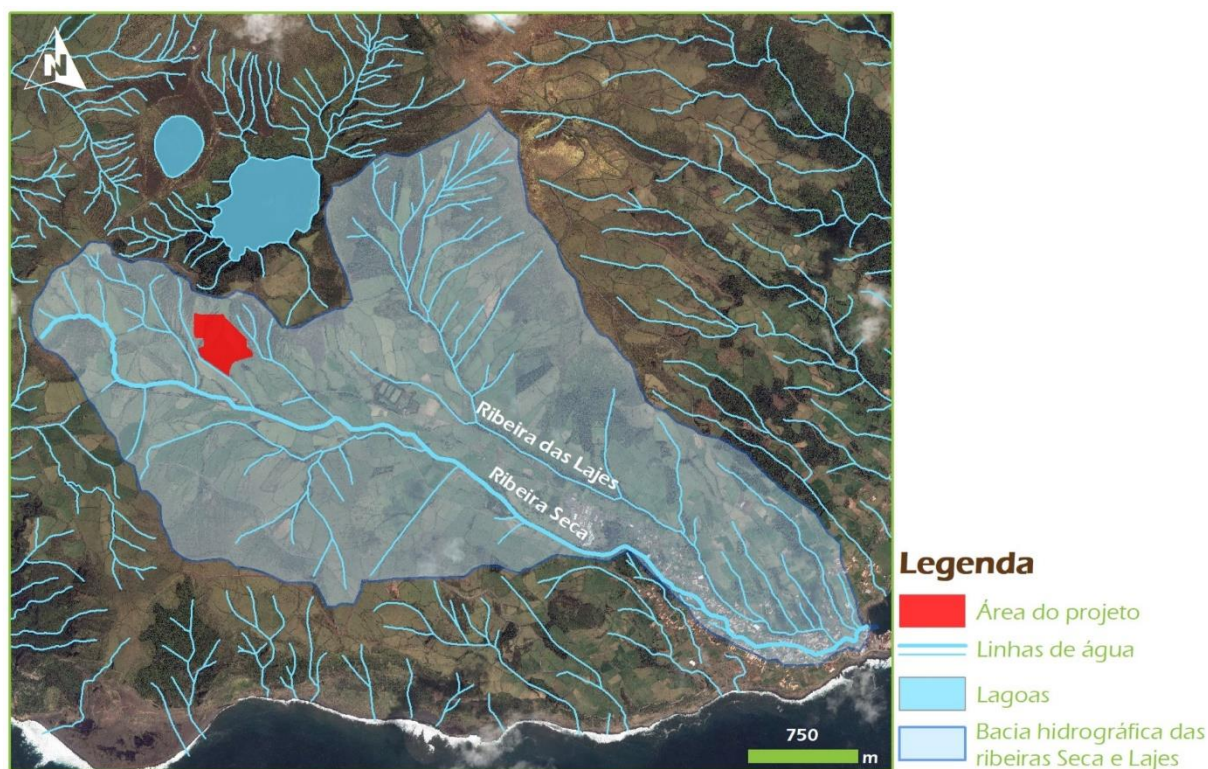 N
Ribeira das Lajes
Ribeira Seca
750
m
Legenda
Área do projeto
Linhas de água
Lagoas
Bacia hidrográfica das
ribeiras Seca e Lajes